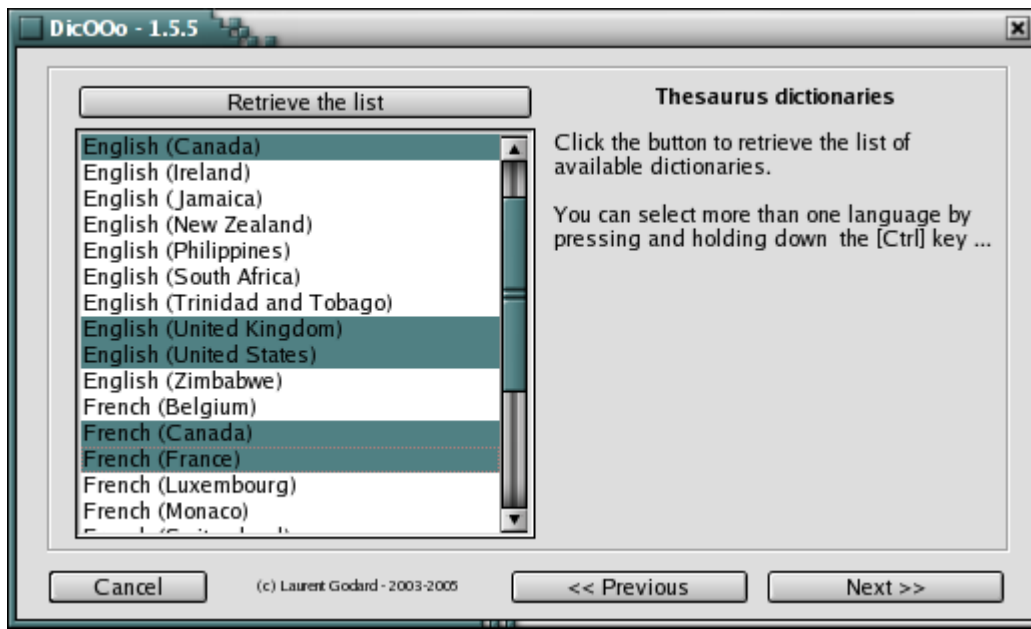 DicOOo - 1.5.5
Retrieve the list
English (Canada)
English (Ireland)
English (Jamaica)
English (New Zealand)
English (Philippines)
English (South Africa)
English (Trinidad and Tobago)
English (United Kingdom)
English (United States)
English (Zimbabwe)
French (Belgium)
French (Canada)
French (France)
French (Luxembourg)
French (Monaco)
Thesaurus dictionaries
Click the button to retrieve the list of
available dictionaries.
You can select more than one language by
pressing and holding down  the [Ctrl] key ...
Cancel
(c) Laurent Godard - 2003-2005
<< Previous
Next >>